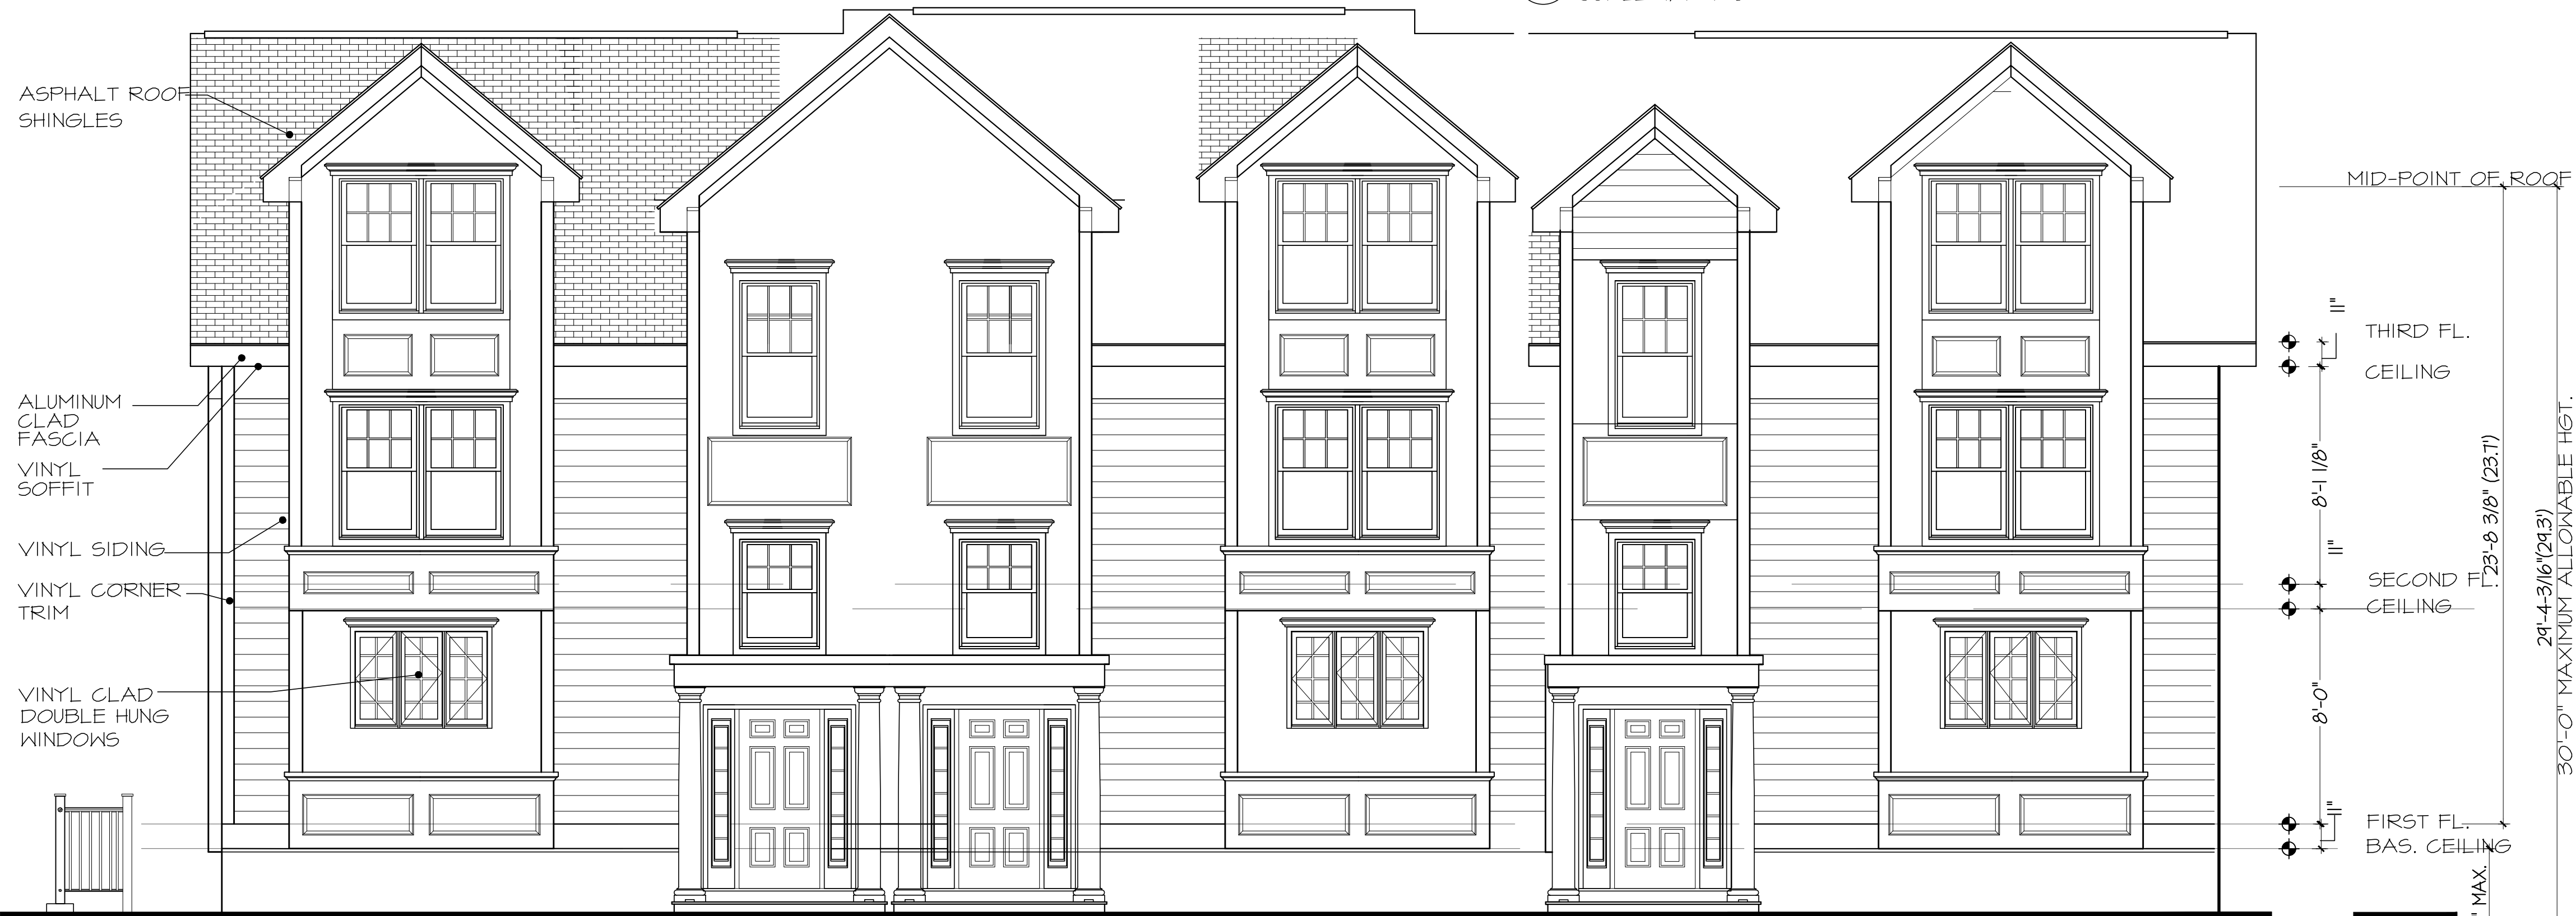 ASPHALT ROOF
SHINGLES
ALUMINUM
CLAD
FASCIA
VINYL
SOFFIT
VINYL SIDING
VINYL CORNER
TRIM
VINYL CLAD
DOUBLE HUNG
WINDOWS
MID-POINT OF ROOF
11"
THIRD FL.
CEILING
8'-1 1/8"
11"
SECOND FL.
CEILING
8'-0"
11"
FIRST FL.
BAS. CEILING
23'-8 3/8" (23.7')
29'-4-3/16"(29.3')
30'-0" MAXIMUM ALLOWABLE HGT.
" MAX.